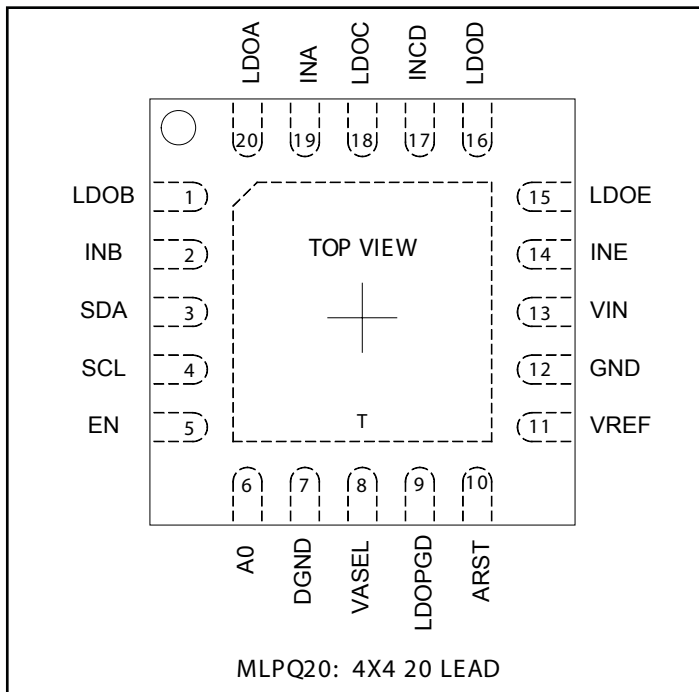 LDOA INA LDOC INCD LDOD
20 19 18 17 16
LDOB 1
INB 2
SDA 3
SCL 4
EN 5
TOP VIEW
T
15 LDOE
14 INE
13 VIN
12 GND
11 VREF
6 7 8 9 10
A0 DGND VASEL LDOPGD ARST
MLPQ20: 4X4 20 LEAD